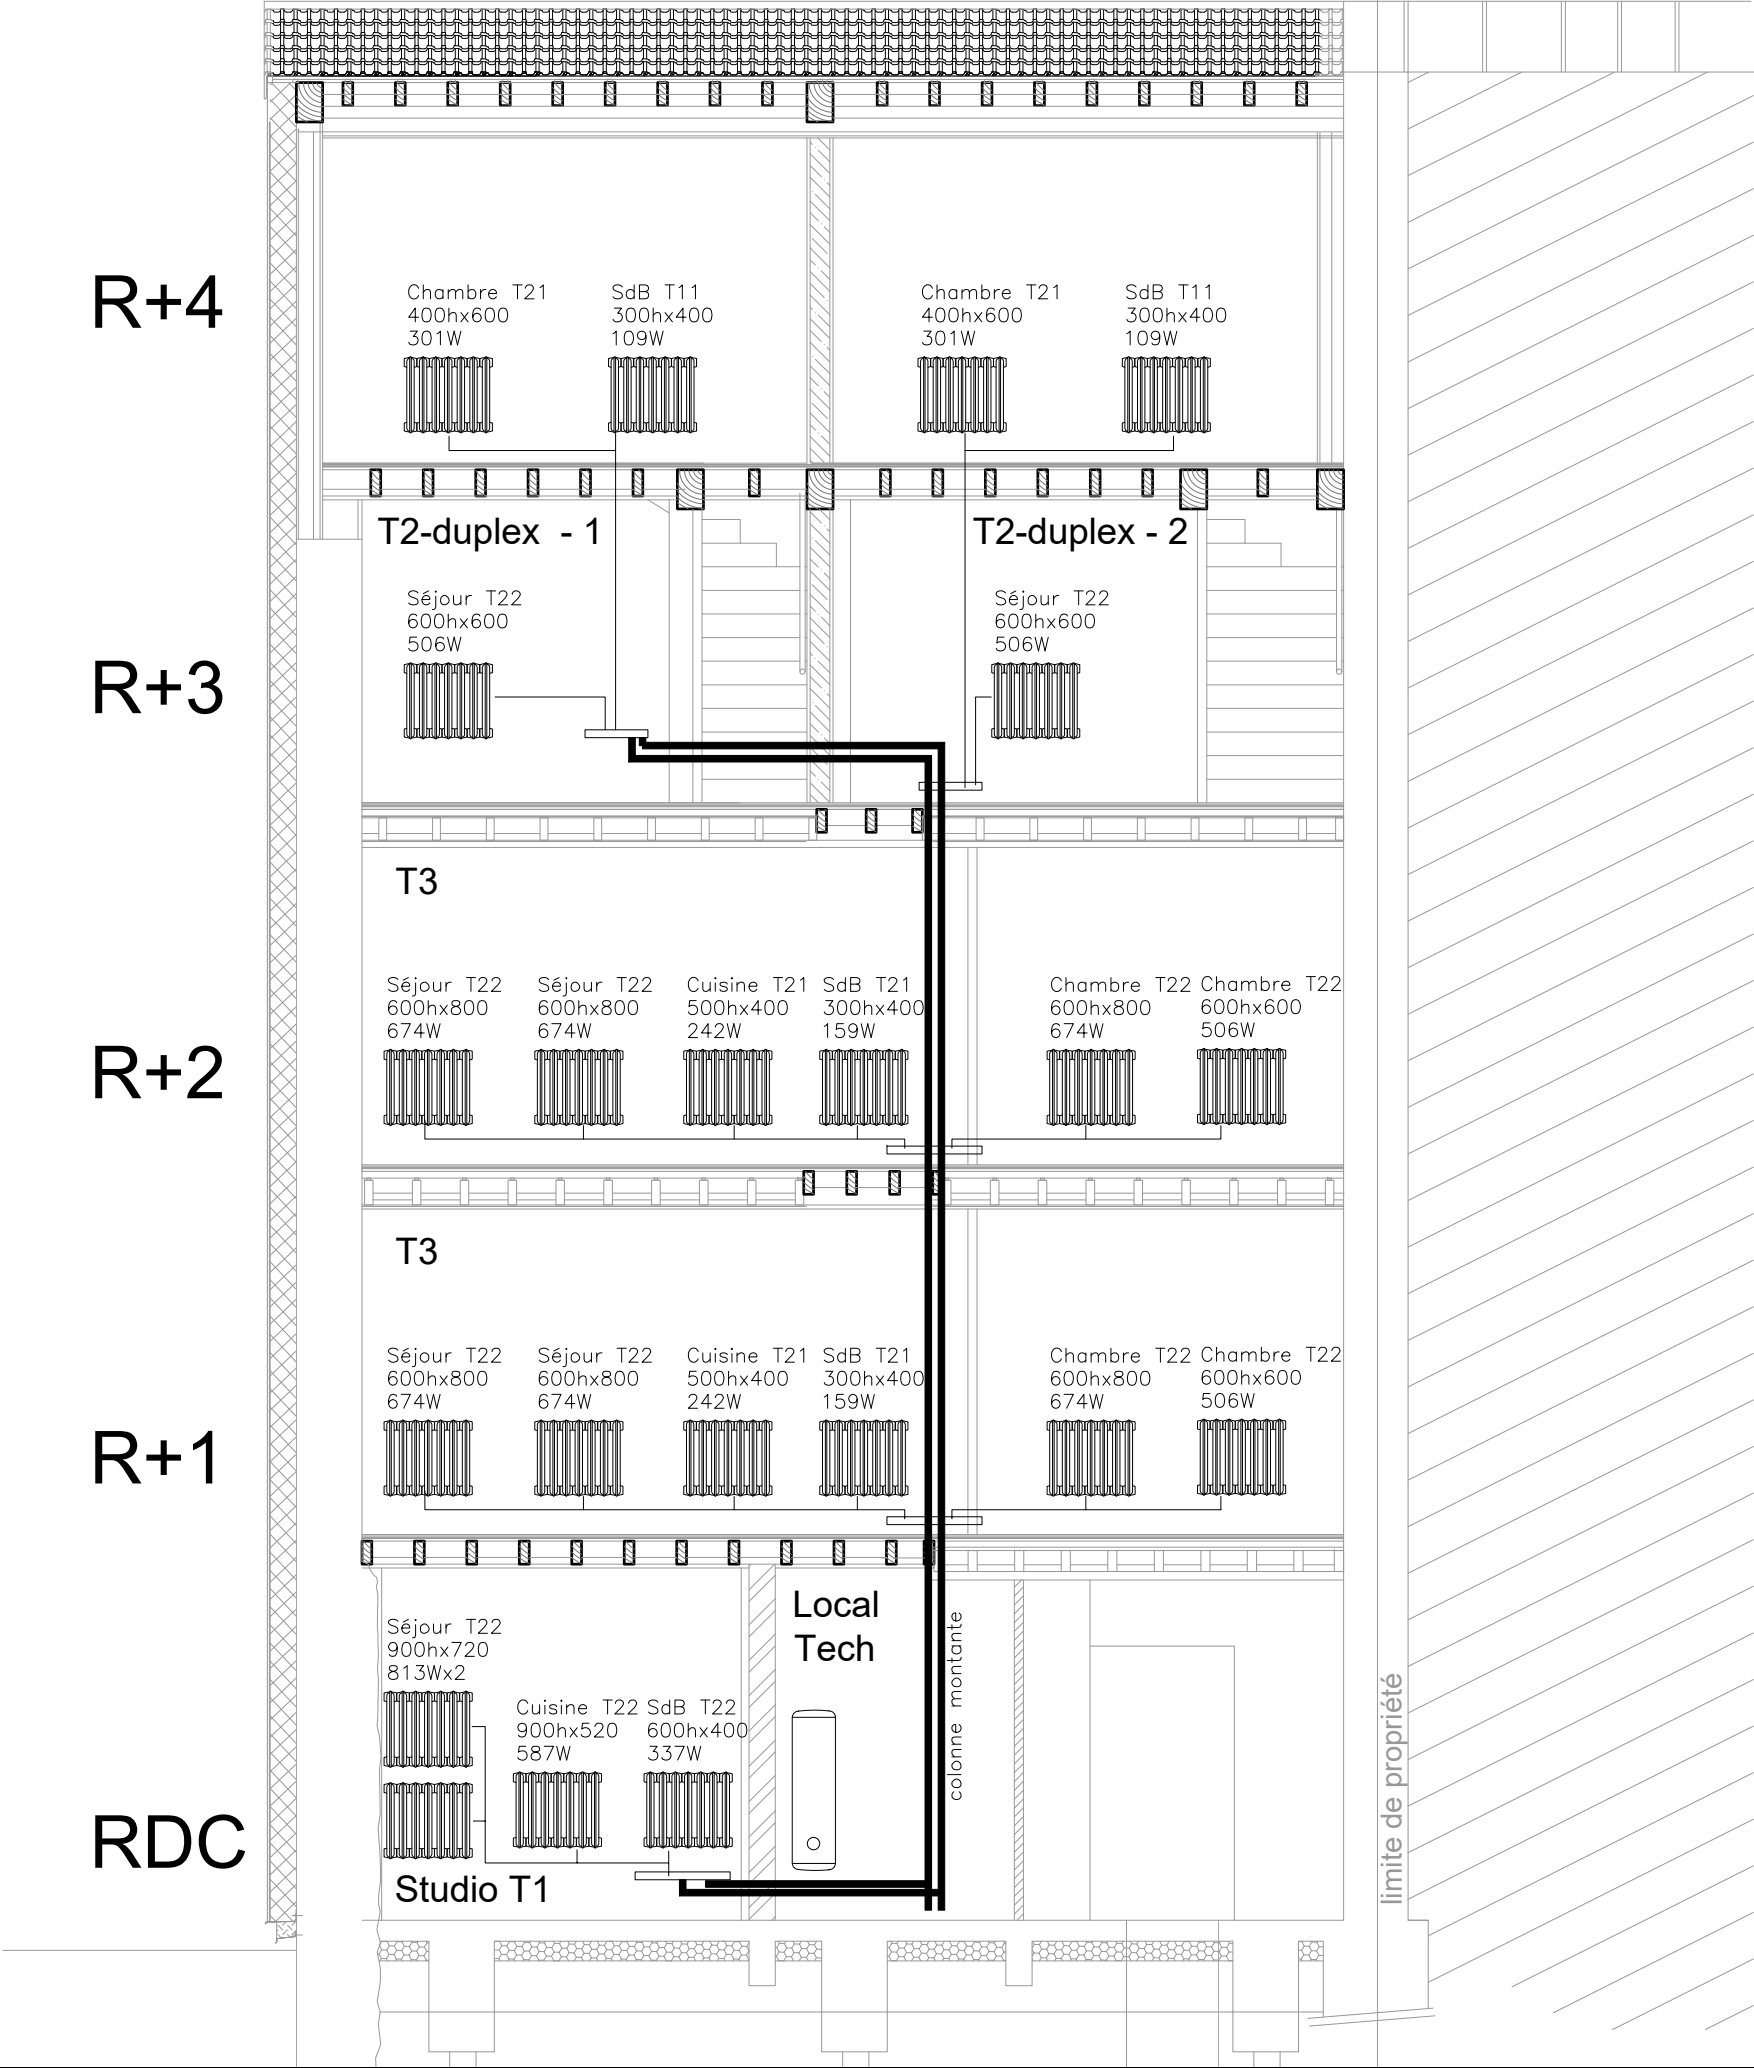 R+4
Chambre T21
400hx600
301W
SdB T11
300hx400
109W
Chambre T21
400hx600
301W
SdB T11
300hx400
109W
T2-duplex - 1
T2-duplex - 2
R+3
Séjour T22
600hx600
506W
Séjour T22
600hx600
506W
T3
R+2
Séjour T22
600hx800
674W
Séjour T22
600hx800
674W
Cuisine T21
500hx400
242W
SdB T21
300hx400
159W
Chambre T22
600hx800
674W
Chambre T22
600hx600
506W
T3
R+1
Séjour T22
600hx800
674W
Séjour T22
600hx800
674W
Cuisine T21
500hx400
242W
SdB T21
300hx400
159W
Chambre T22
600hx800
674W
Chambre T22
600hx600
506W
RDC
Séjour T22
900hx720
813Wx2
Cuisine T22
900hx520
587W
SdB T22
600hx400
337W
Studio T1
Local
Tech
colonne montante
limite de propriété